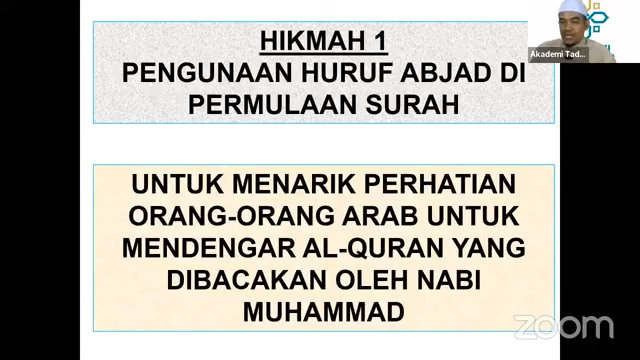 HIKMAH 1
PENGUNAAN HURUF ABJAD DI
PERMULAAN SURAH
UNTUK MENARIK PERHATIAN
ORANG-ORANG ARAB UNTUK
MENDENGAR AL-QURAN YANG
DIBACAKAN OLEH NABI
MUHAMMAD
Akademi Tad...
zoom